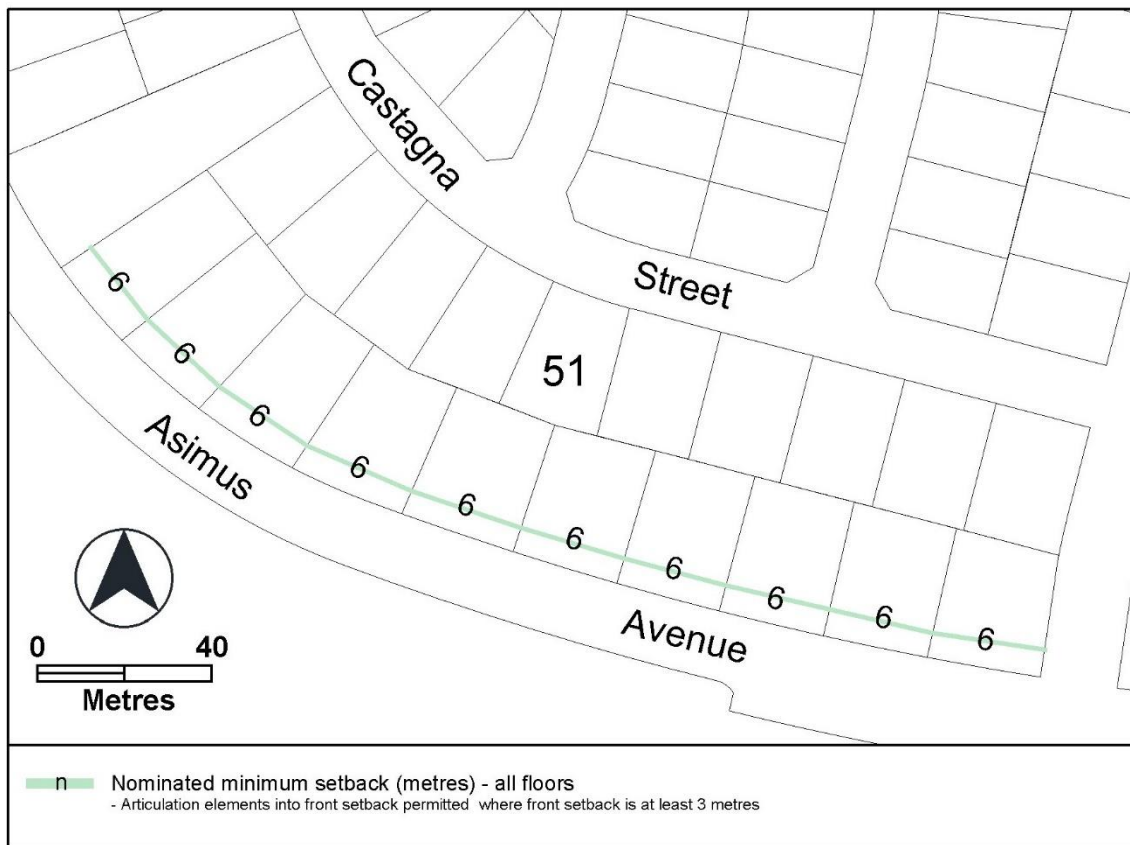 Castagna
Street
51
6
6
6
6
6
6
6
6
6
6
Asimus
Avenue
0 40
Metres
n Nominated minimum setback (metres) - all floors
- Articulation elements into front setback permitted where front setback is at least 3 metres